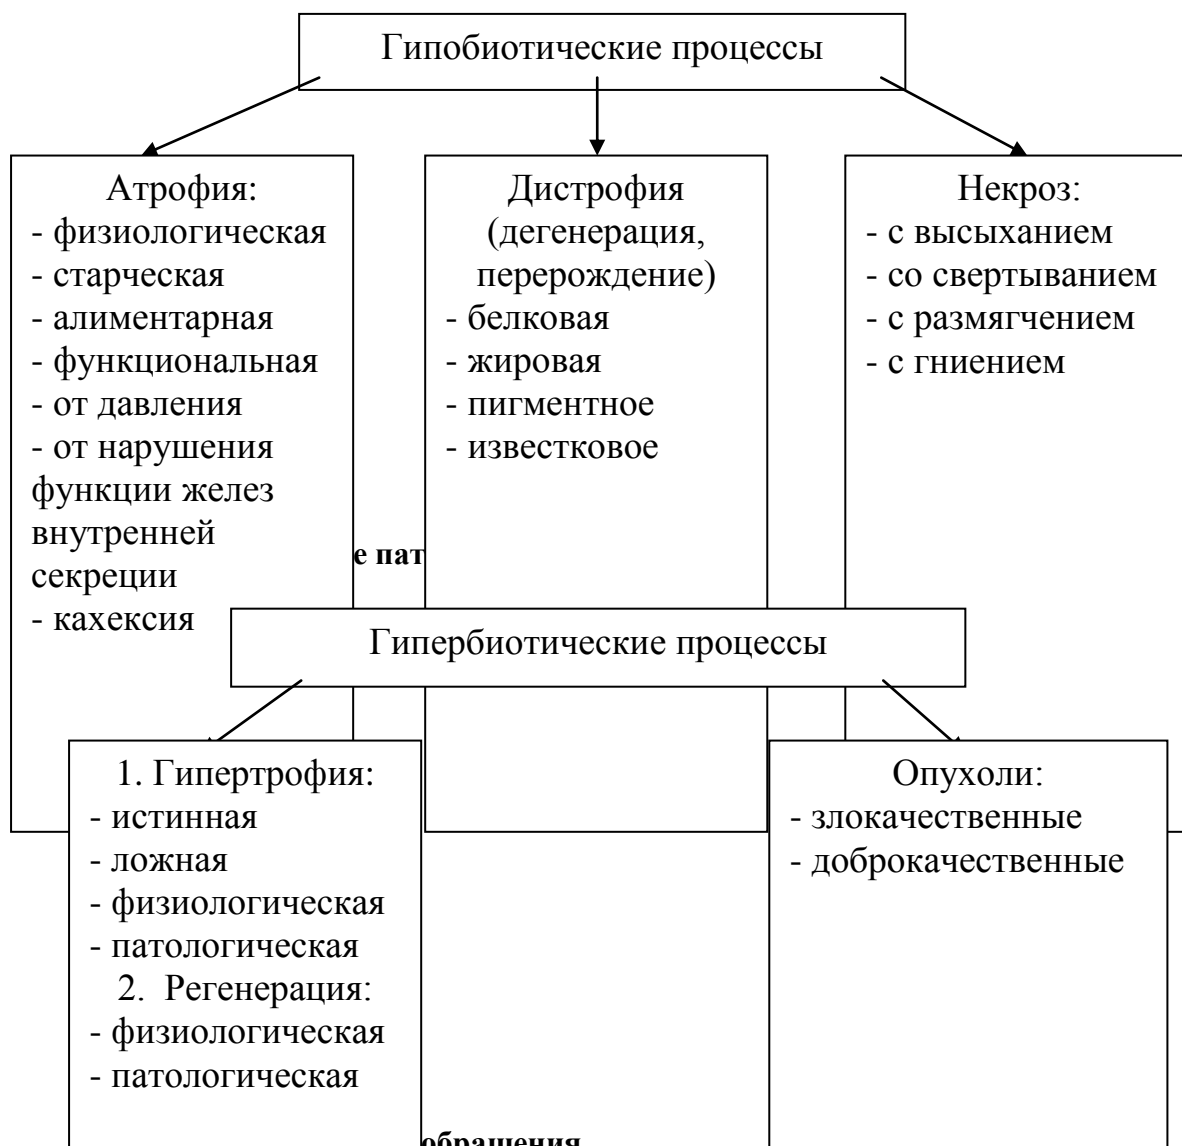 Гипобиотические процессы
Атрофия:
- физиологическая
- старческая
- алиментарная
- функциональная
- от давления
- от нарушения
функции желез
внутренней
секреции
- кахексия
Дистрофия
(дегенерация,
перерождение)
- белковая
- жировая
- пигментное
- известковое
Некроз:
- с высыханием
- со свертыванием
- с размягчением
- с гниением
е пат
Гипербиотические процессы
1. Гипертрофия:
- истинная
- ложная
- физиологическая
- патологическая
2. Регенерация:
- физиологическая
- патологическая
Опухоли:
- злокачественные
- доброкачественные
обращения